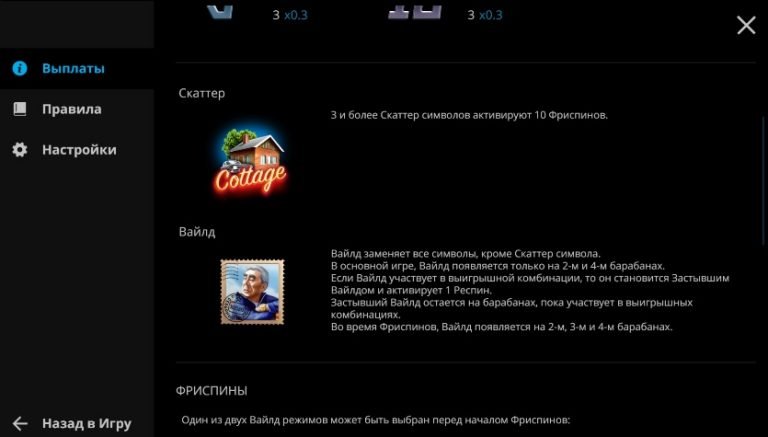 3 x0.3
3 x0.3
Выплаты
Правила
Настройки
Скаттер
3 и более Скаттер символов активируют 10 Фриспинов.
Cottage
Вайлд
Вайлд заменяет все символы, кроме Скаттер символа.
В основной игре, Вайлд появляется только на 2-м и 4-м барабанах.
Если Вайлд участвует в выигрышной комбинации, то он становится Застывшим
Вайлдом и активирует 1 Респин.
Застывший Вайлд остается на барабанах, пока участвует в выигрышных
комбинациях.
Во время Фриспинов, Вайлд появляется на 2-м, 3-м и 4-м барабанах.
ФРИСПИНЫ
Один из двух Вайлд режимов может быть выбран перед началом Фриспинов:
Назад в Игру